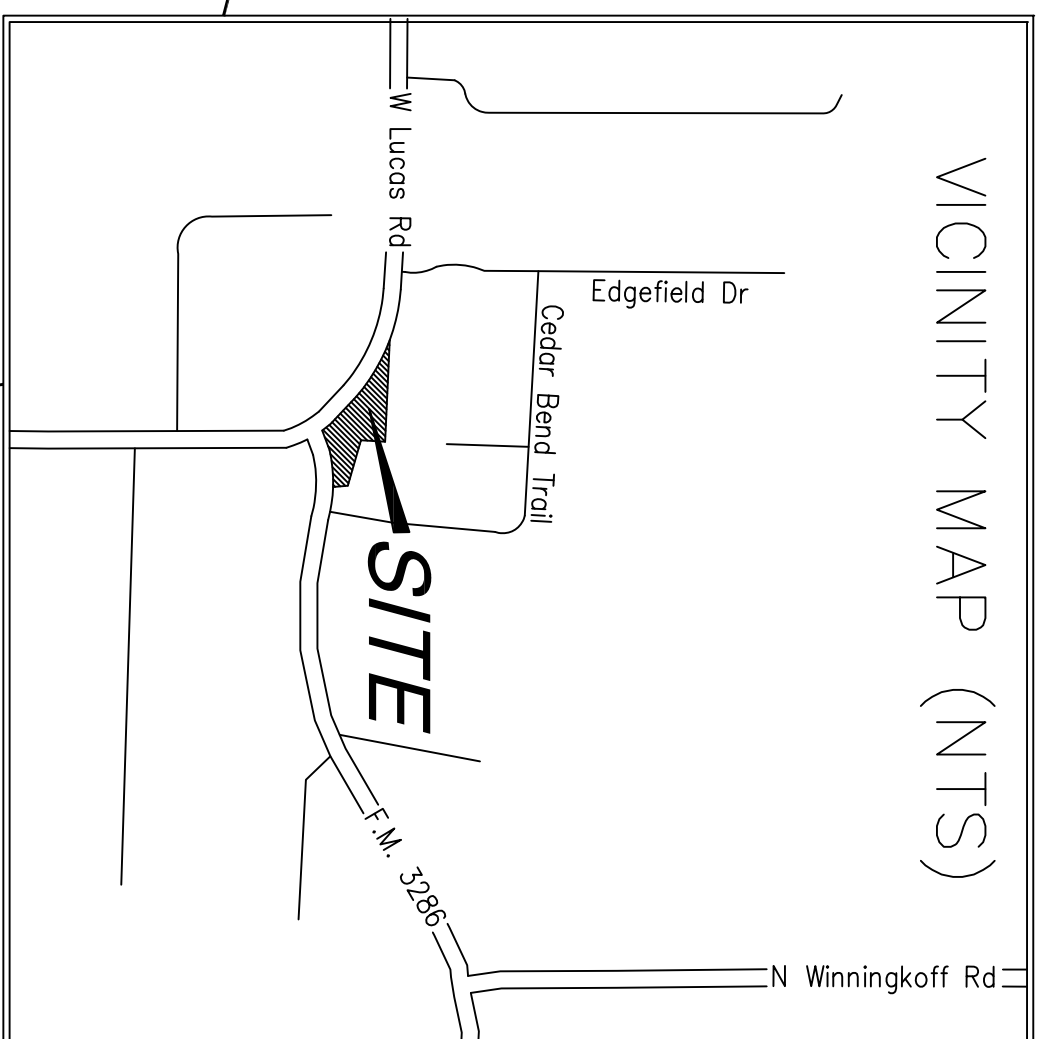 VICINITY MAP (NTS)
W Lucas Rd
Edgefield Dr
Cedar Bend Trail
SITE
F.M. 3286
N Winningkoff Rd